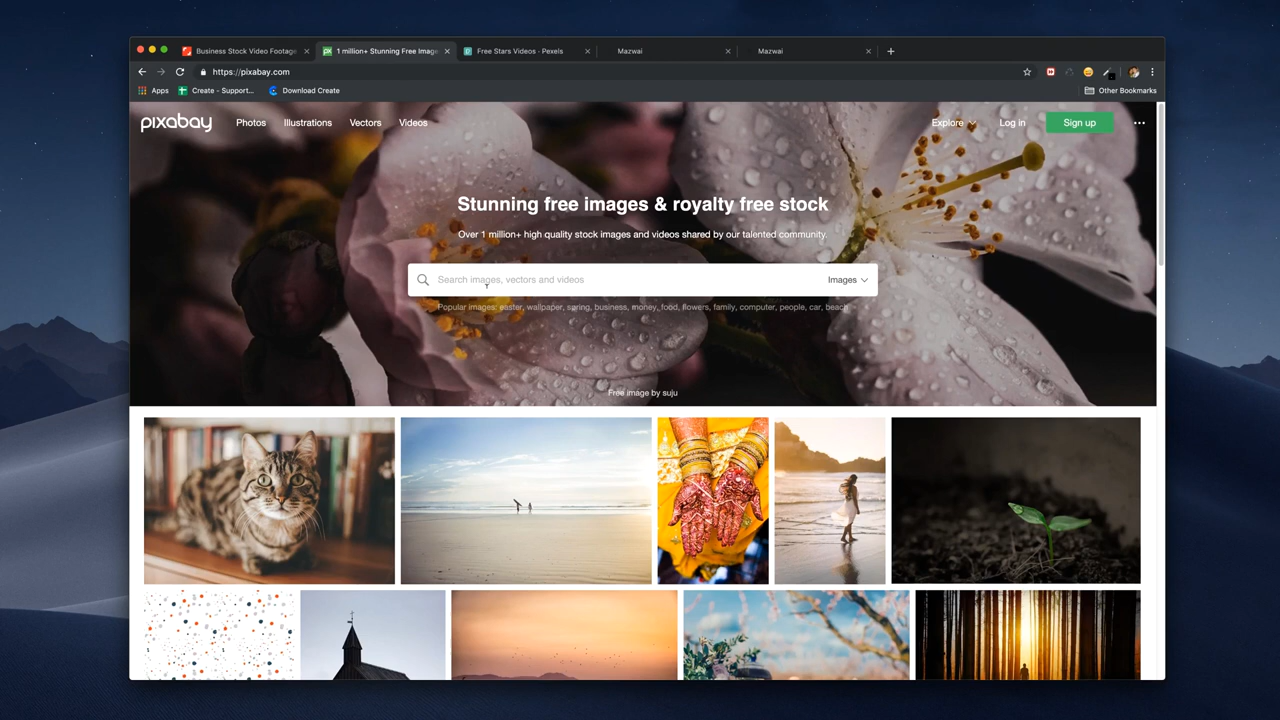 Business Stock Video Footage
1 million+ Stunning Free Imag
Free Stars Videos · Pexels
Mazwai
Mazwai
https://pixabay.com
Apps
Create - Support...
Download Create
Other Bookmarks
pixabay
Photos
Illustrations
Vectors
Videos
Explore
Log in
Sign up
Stunning free images & royalty free stock
Over 1 million+ high quality stock images and videos shared by our talented community.
Search images, vectors and videos
Images
Popular images: easter, wallpaper, spring, business, money, food, flowers, family, computer, people, car, beach
Free image by suju